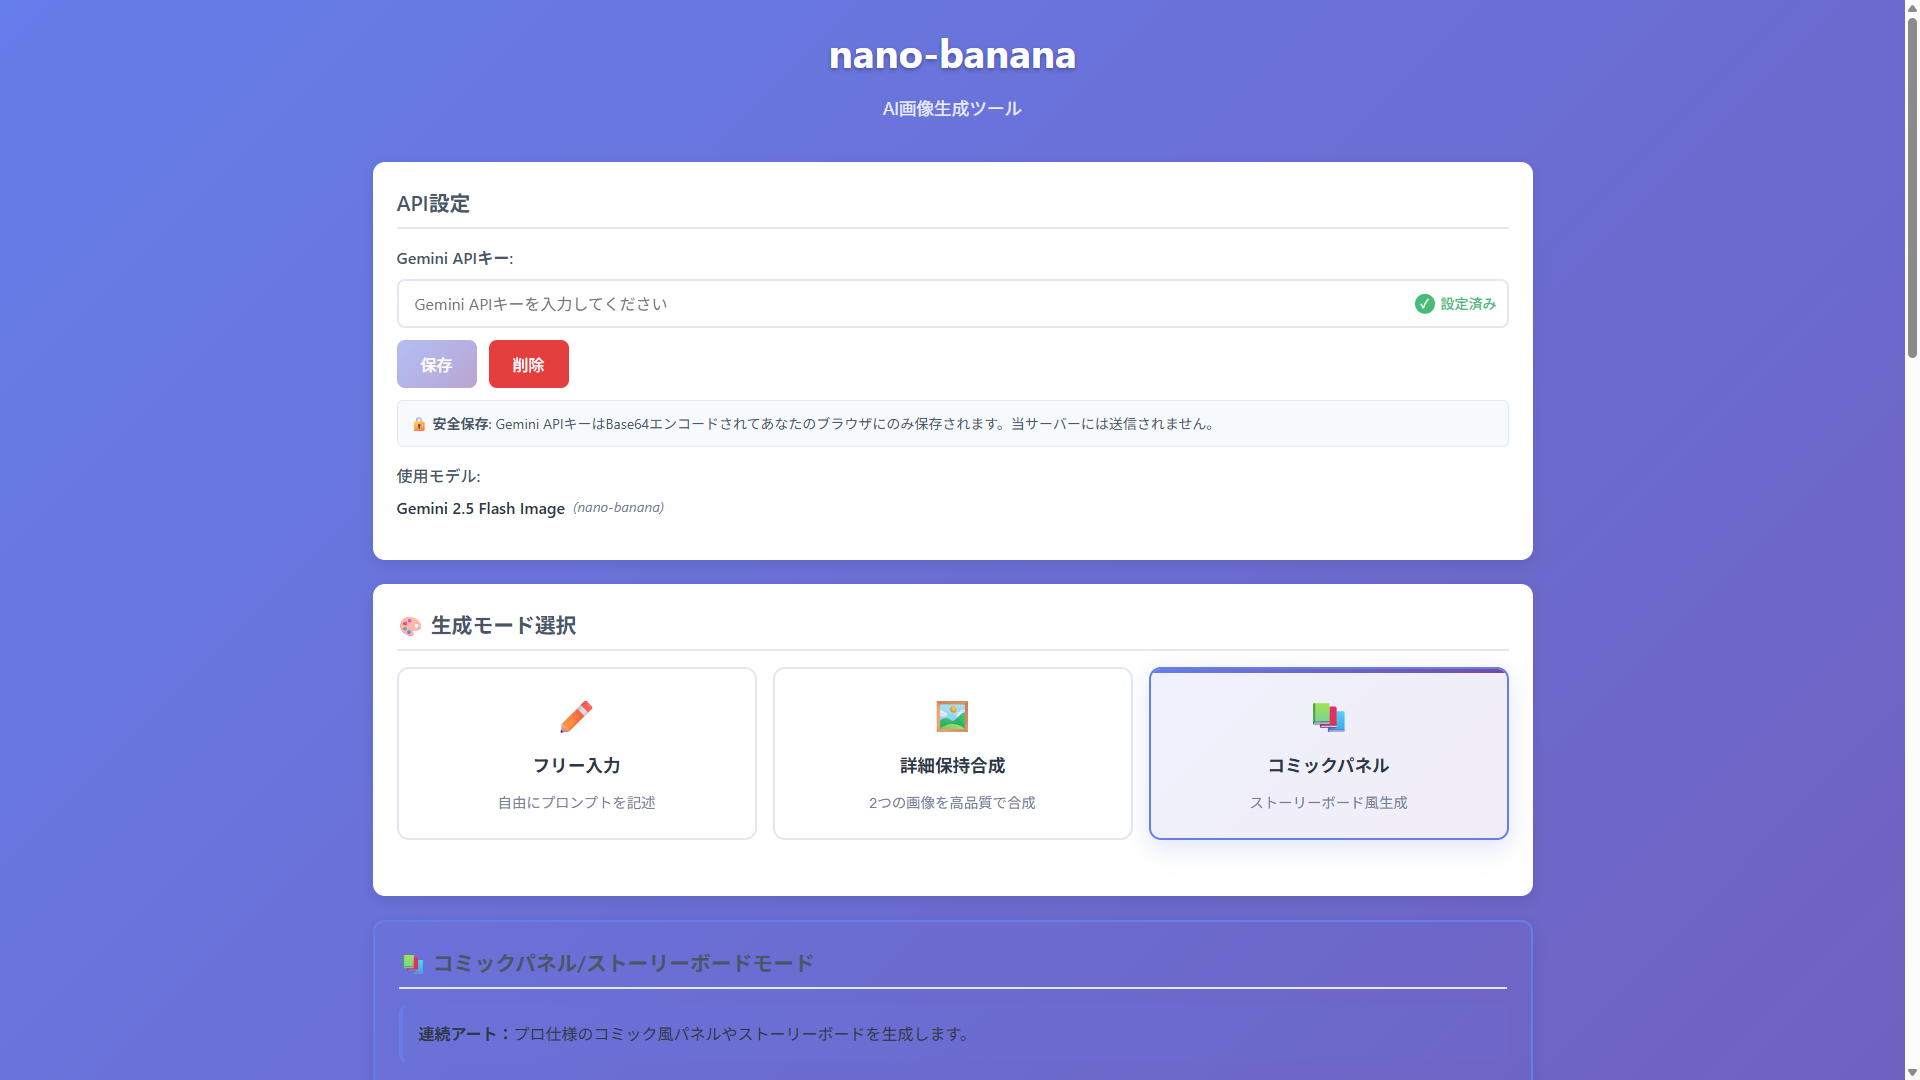 nano-banana
AI画像生成ツール
API設定
Gemini APIキー:
Gemini APIキーを入力してください
✓ 設定済み
保存
削除
🔒 安全保存: Gemini APIキーはBase64エンコードされてあなたのブラウザにのみ保存されます。当サーバーには送信されません。
使用モデル:
Gemini 2.5 Flash Image (nano-banana)
🎨 生成モード選択
フリー入力
自由にプロンプトを記述
詳細保持合成
2つの画像を高品質で合成
コミックパネル
ストーリーボード風生成
📚 コミックパネル/ストーリーボードモード
連続アート：プロ仕様のコミック風パネルやストーリーボードを生成します。